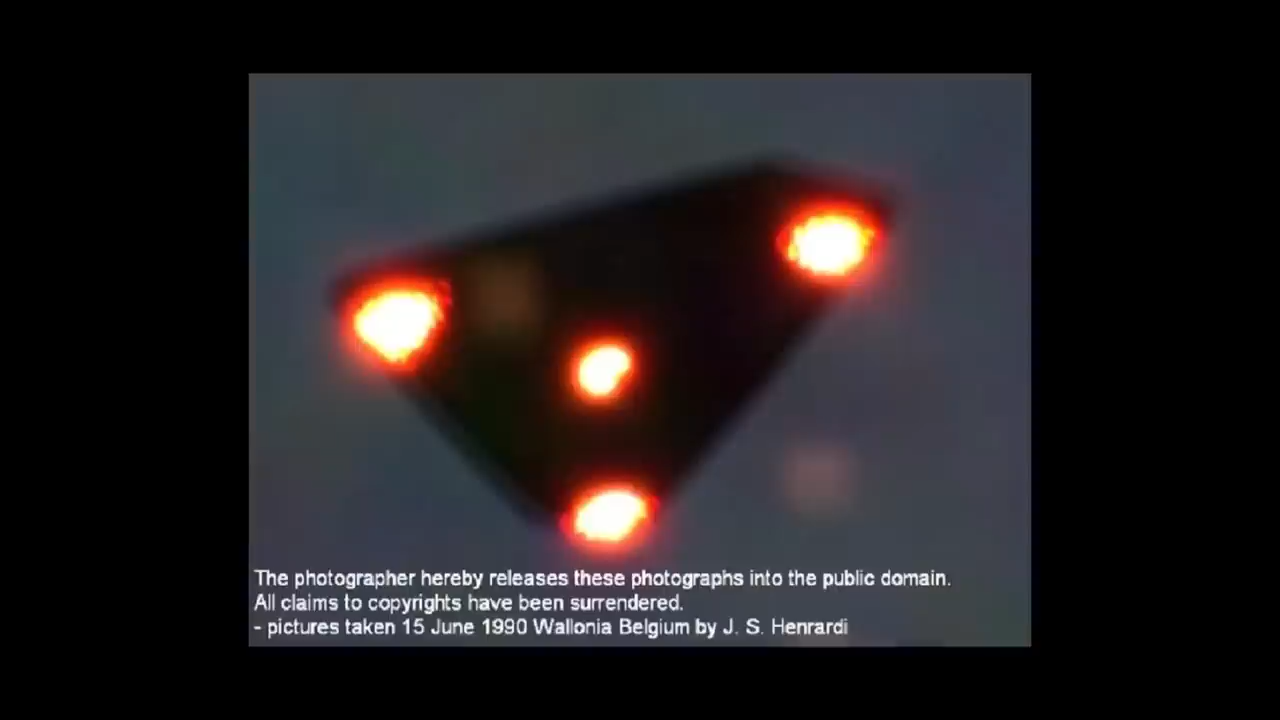 The photographer hereby releases these photographs into the public domain.
All claims to copyrights have been surrendered.
- pictures taken 15 June 1990 Wallonia Belgium by J. S. Henrardi